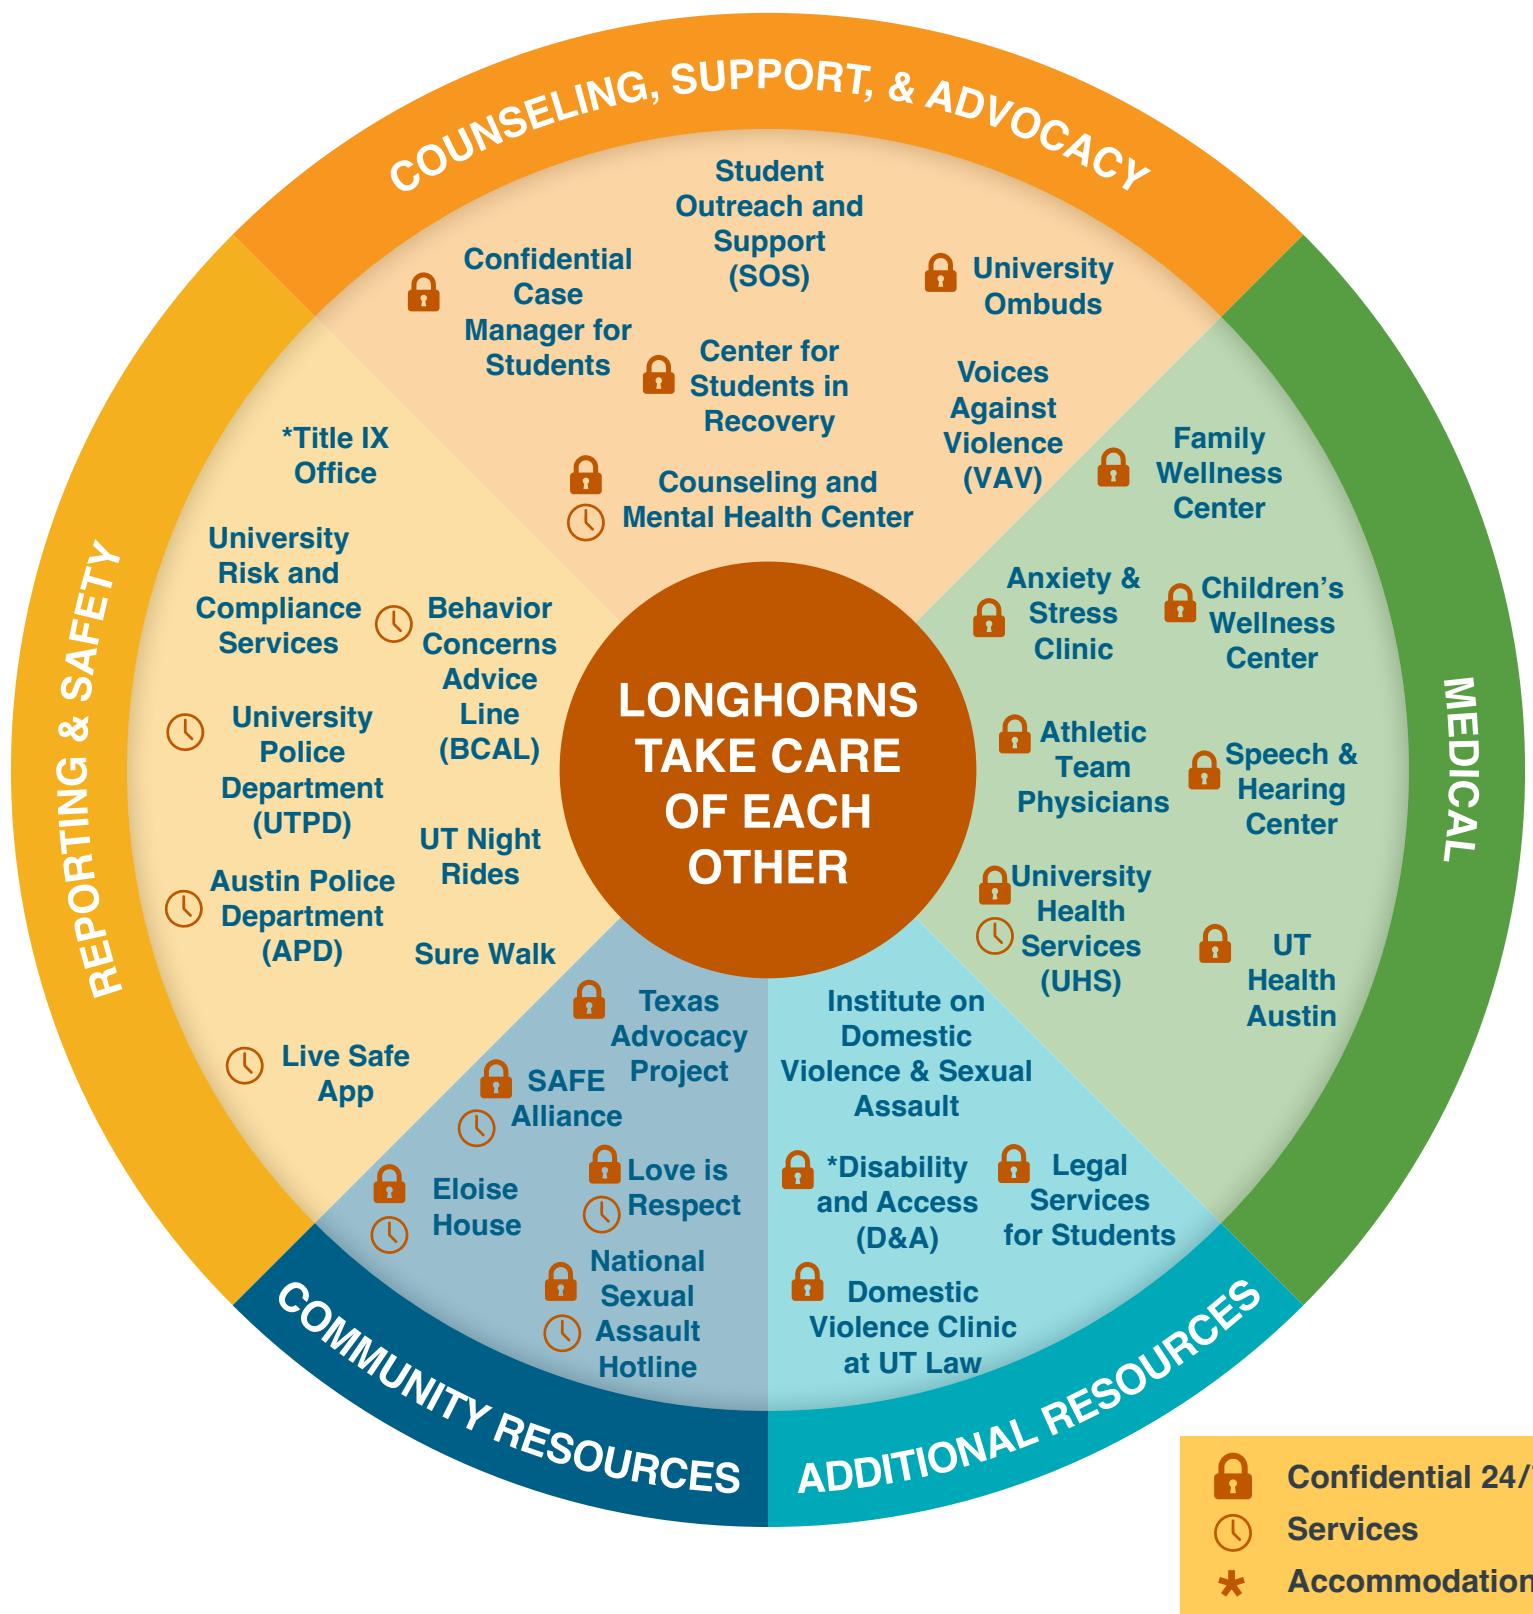 COUNSELING, SUPPORT, & ADVOCACY
Student
Outreach and
Support
(SOS)
Confidential
Case
Manager for
Students
University
Ombuds
Center for
Students in
Recovery
Voices
Against
Violence
(VAV)
Counseling and
Mental Health Center
MEDICAL
Family
Wellness
Center
Anxiety &
Stress
Clinic
Children's
Wellness
Center
Athletic
Team
Physicians
Speech &
Hearing
Center
University
Health
Services
(UHS)
UT
Health
Austin
REPORTING & SAFETY
*Title IX
Office
University
Risk and
Compliance
Services
Behavior
Concerns
Advice
Line
(BCAL)
University
Police
Department
(UTPD)
UT Night
Rides
Austin Police
Department
(APD)
Sure Walk
Live Safe
App
LONGHORNS
TAKE CARE
OF EACH
OTHER
Texas
Advocacy
Project
SAFE
Alliance
Love is
Respect
Eloise
House
National
Sexual
Assault
Hotline
COMMUNITY RESOURCES
Institute on
Domestic
Violence & Sexual
Assault
*Disability
and Access
(D&A)
Legal
Services
for Students
Domestic
Violence Clinic
at UT Law
ADDITIONAL RESOURCES
Confidential 24/
Services
* Accommodation